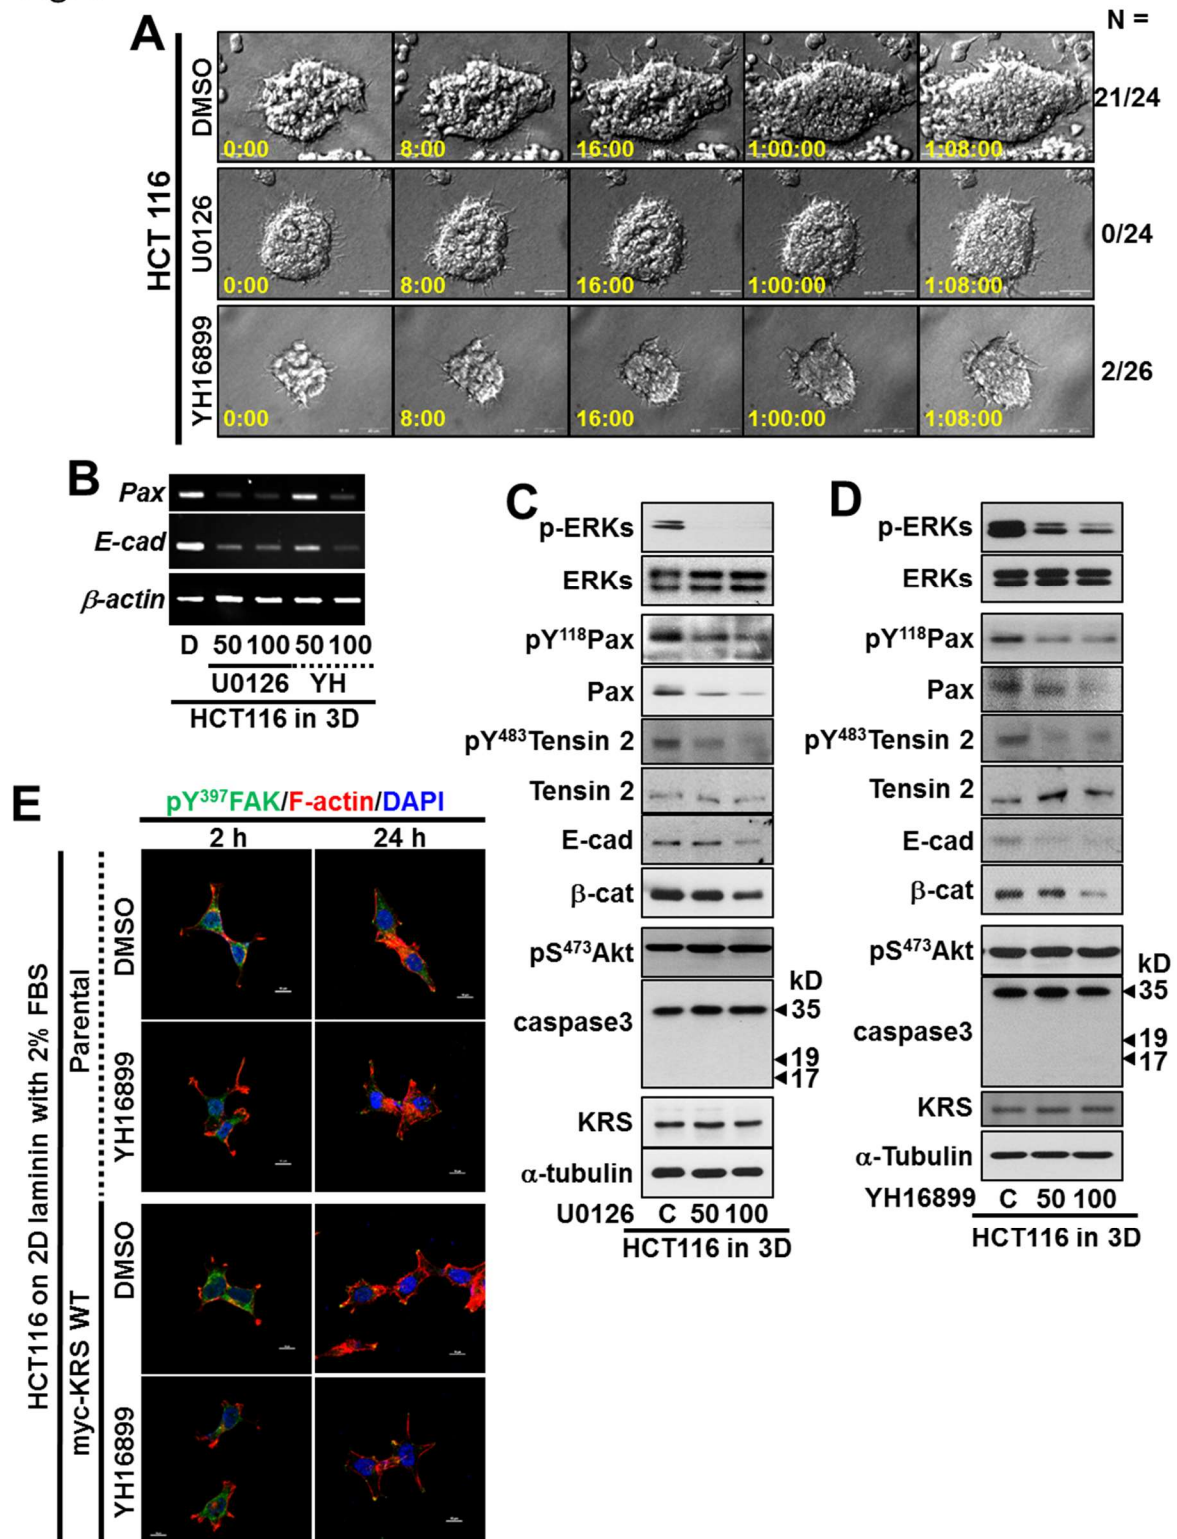 N =
A
HCT 116
DMSO
0:00 8:00 16:00 1:00:00 1:08:00
21/24
U0126
0:00 8:00 16:00 1:00:00 1:08:00
0/24
YH16899
0:00 8:00 16:00 1:00:00 1:08:00
2/26
B
Pax
E-cad
β-actin
D 50 100 50 100
U0126 YH
HCT116 in 3D
C
p-ERKs
ERKs
pY¹¹⁸Pax
Pax
pY⁴⁸³Tensin 2
Tensin 2
E-cad
β-cat
pS⁴⁷³Akt
kD
caspase3
35
19
17
KRS
α-tubulin
U0126 C 50 100
HCT116 in 3D
D
p-ERKs
ERKs
pY¹¹⁸Pax
Pax
pY⁴⁸³Tensin 2
Tensin 2
E-cad
β-cat
pS⁴⁷³Akt
kD
caspase3
35
19
17
KRS
α-Tubulin
YH16899 C 50 100
HCT116 in 3D
E
pY³⁹⁷FAK/F-actin/DAPI
2 h 24 h
HCT116 on 2D laminin with 2% FBS
Parental
DMSO
YH16899
myc-KRS WT
DMSO
YH16899